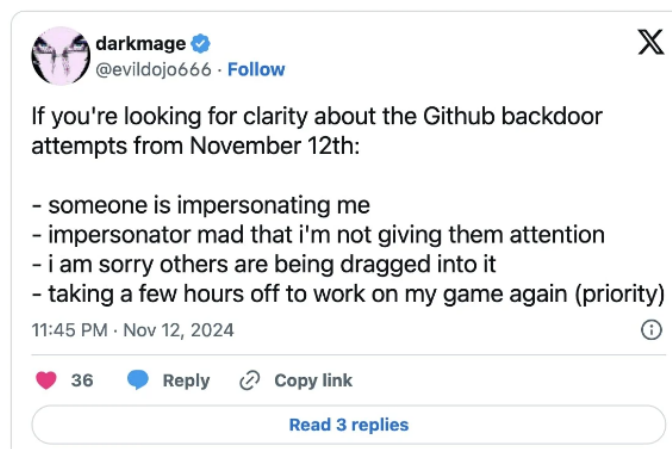 darkmage
@evildojo666 · Follow
If you're looking for clarity about the Github backdoor
attempts from November 12th:
- someone is impersonating me
- impersonator mad that i'm not giving them attention
- i am sorry others are being dragged into it
- taking a few hours off to work on my game again (priority)
11:45 PM · Nov 12, 2024
36 Reply Copy link
Read 3 replies